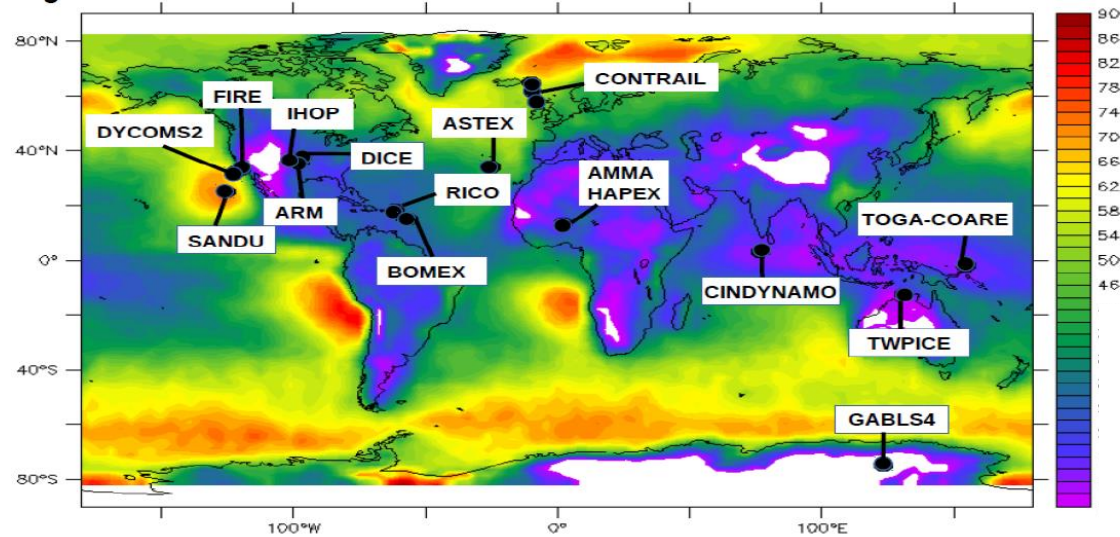 80°N
40°N
0°
40°S
80°S
100°W
0°
100°E
CONTRAIL
FIRE
IHOP
ASTEX
DYCOMS2
DICE
AMMA
HAPEX
RICO
ARM
TOGA-COARE
SANDU
BOMEX
CINDYNAMO
TWPICE
GABLS4
90
86
82
78
74
70
66
62
58
54
50
46